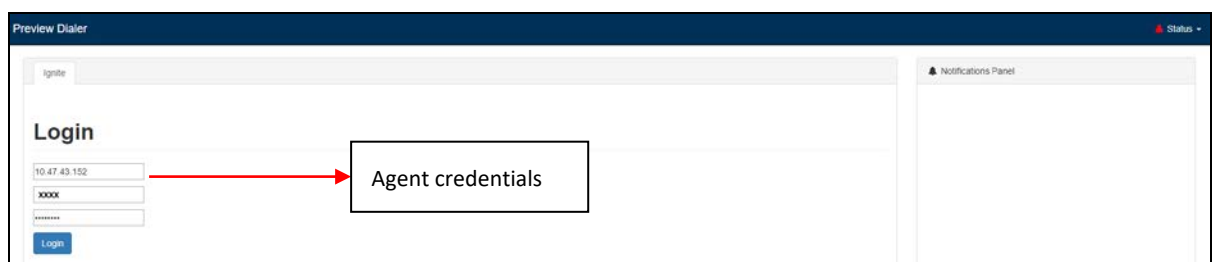 Preview Dialer
Status
Ignite
Notifications Panel
Login
10.47.43.152
Agent credentials
xxxx
••••••••
Login